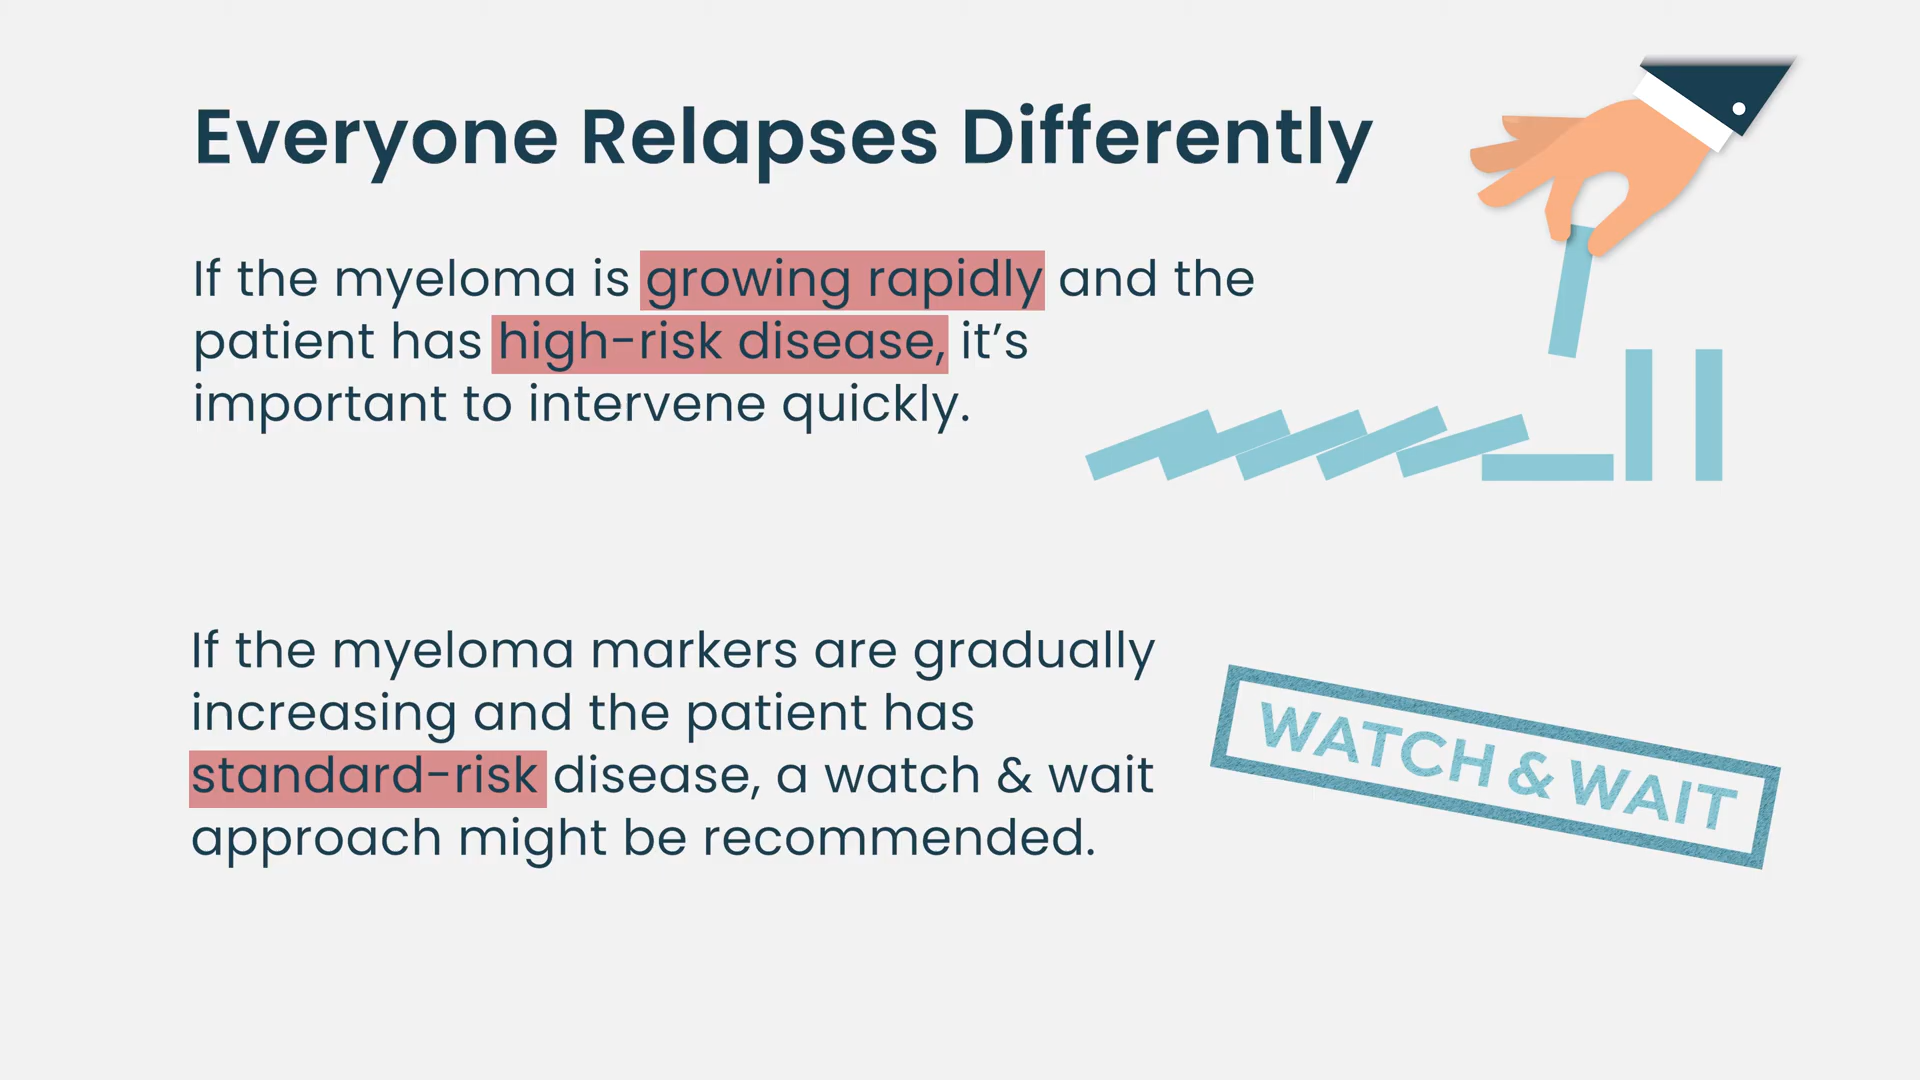 Everyone Relapses Differently
If the myeloma is growing rapidly and the
patient has high-risk disease, it’s
important to intervene quickly.
If the myeloma markers are gradually
increasing and the patient has
standard-risk disease, a watch & wait
approach might be recommended.
WATCH & WAIT